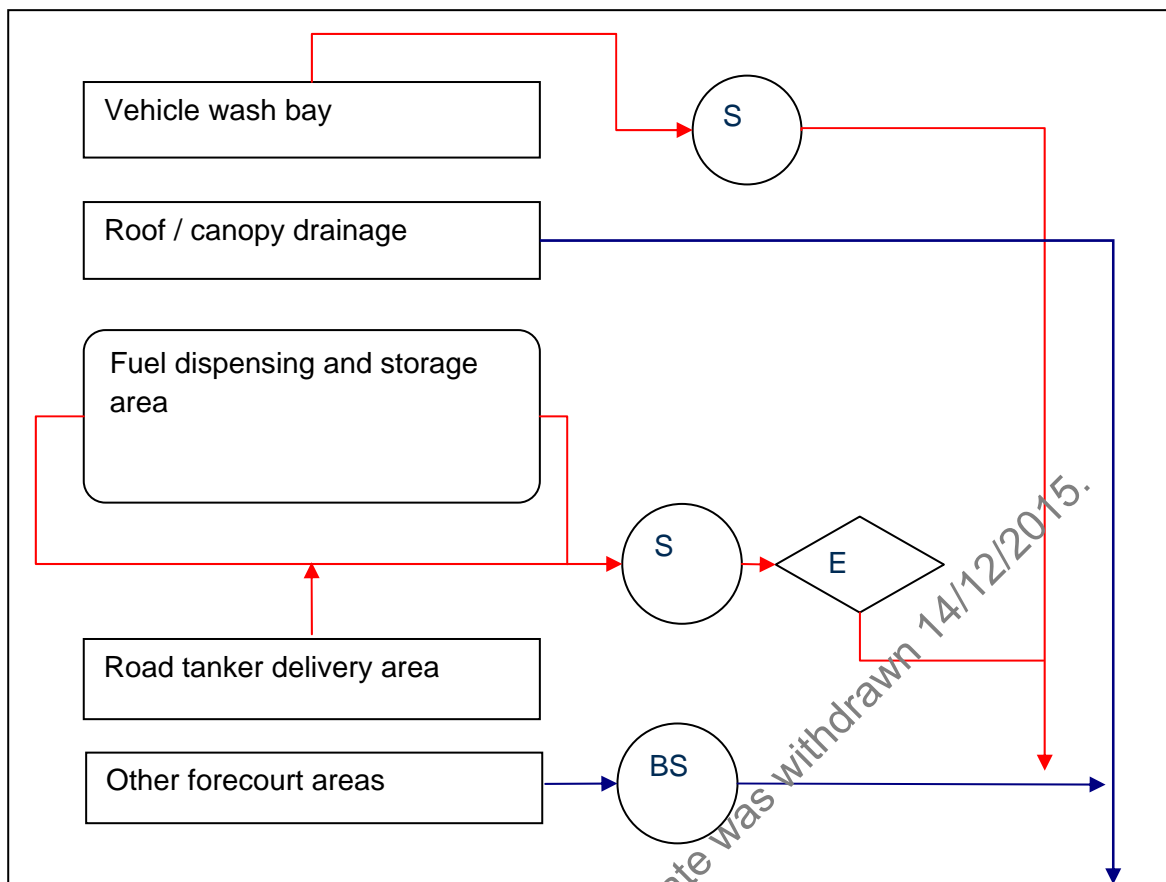 Vehicle wash bay
S
Roof / canopy drainage
Fuel dispensing and storage
area
S
E
Road tanker delivery area
Other forecourt areas
BS
was withdrawn 14/12/2015.